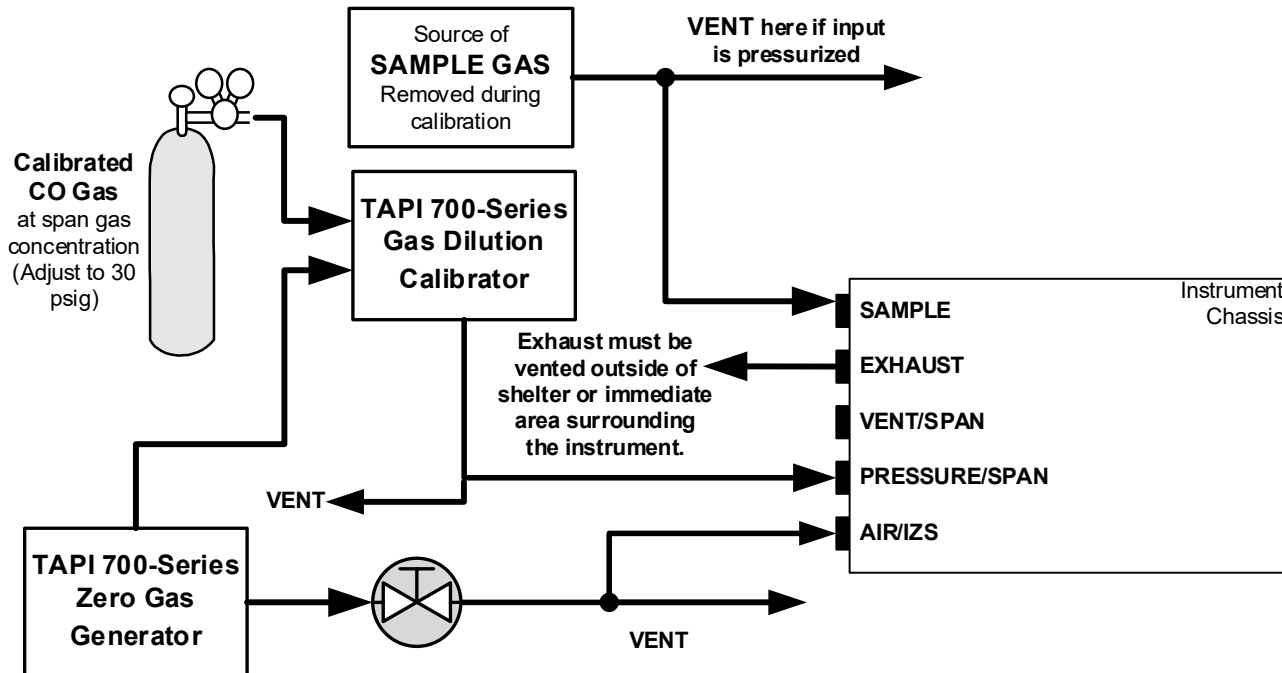 Source of
SAMPLE GAS
Removed during
calibration
VENT here if input
is pressurized
Calibrated
CO Gas
at span gas
concentration
(Adjust to 30
psig)
TAPI 700-Series
Gas Dilution
Calibrator
Instrument
Chassis
SAMPLE
EXHAUST
VENT/SPAN
PRESSURE/SPAN
AIR/IZS
Exhaust must be
vented outside of
shelter or immediate
area surrounding
the instrument.
VENT
TAPI 700-Series
Zero Gas
Generator
VENT